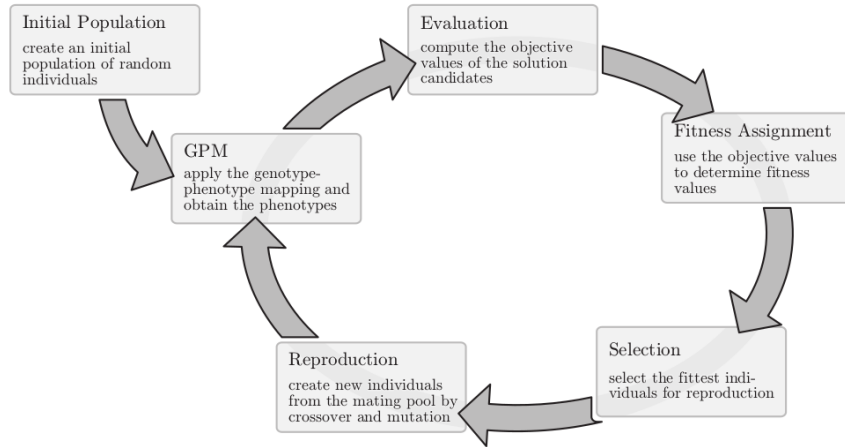 Initial Population
create an initial
population of random
individuals
Evaluation
compute the objective
values of the solution
candidates
GPM
apply the genotype-
phenotype mapping and
obtain the phenotypes
Fitness Assignment
use the objective values
to determine fitness
values
Reproduction
create new individuals
from the mating pool by
crossover and mutation
Selection
select the fittest indi-
viduals for reproduction